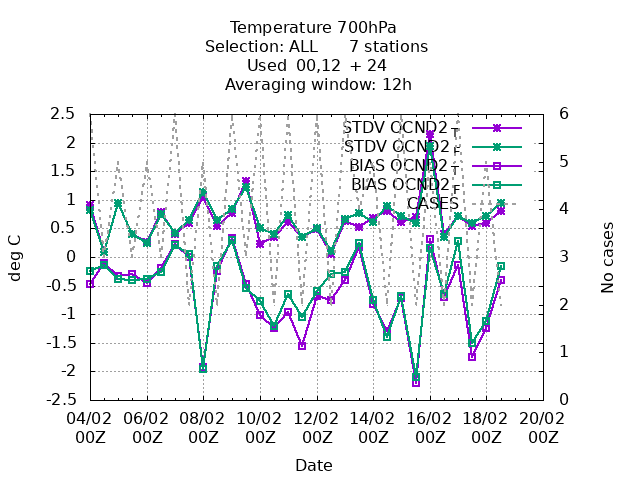 Temperature 700hPa
Selection: ALL 7 stations
Used 00,12 + 24
Averaging window: 12h
STDV OCND2 T
STDV OCND2 F
BIAS OCND2 T
BIAS OCND2 F
CASES
deg C
2.5
2
1.5
1
0.5
0
-0.5
-1
-1.5
-2
-2.5
No cases
6
5
4
3
2
1
0
04/02 06/02 08/02 10/02 12/02 14/02 16/02 18/02 20/02
00Z 00Z 00Z 00Z 00Z 00Z 00Z 00Z 00Z
Date